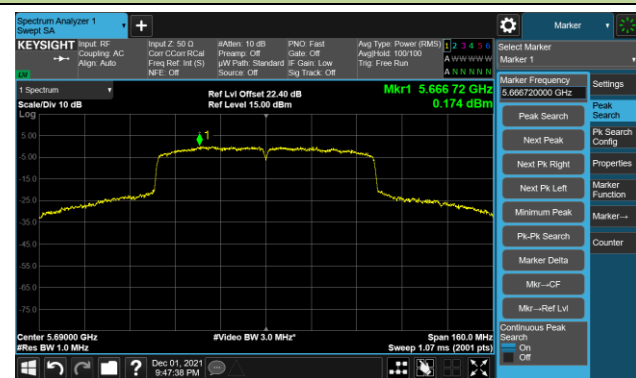 Spectrum Analyzer 1
Swept SA
+
Marker
KEYSIGHT
Input: RF
Coupling: AC
Align: Auto
Input Z: 50 Ω
Corr CCorr RCal
Freq Ref: Int (S)
NFE: Off
#Atten: 10 dB
Preamp: Off
µW Path: Standard
Source: Off
PNO: Fast
Gate: Off
IF Gain: Low
Sig Track: Off
Avg Type: Power (RMS)
Avg|Hold: 100/100
Trig: Free Run
1 2 3 4 5 6
A W W W W W
A N N N N N
LXI
Select Marker
Marker 1
1 Spectrum
Scale/Div 10 dB
Log
Ref Lvl Offset 22.40 dB
Ref Level 15.00 dBm
Mkr1 5.666 72 GHz
0.174 dBm
1
5.00
-5.00
-15.0
-25.0
-35.0
-45.0
-55.0
-65.0
-75.0
Center 5.69000 GHz
#Res BW 1.0 MHz
#Video BW 3.0 MHz*
Span 160.0 MHz
Sweep 1.07 ms (2001 pts)
Marker Frequency
5.666720000 GHz
Peak Search
Next Peak
Next Pk Right
Next Pk Left
Minimum Peak
Pk-Pk Search
Marker Delta
Mkr→CF
Mkr→Ref Lvl
Continuous Peak
Search
On
Off
Settings
Peak
Search
Pk Search
Config
Properties
Marker
Function
Marker→
Counter
?
Dec 01, 2021
9:47:38 PM